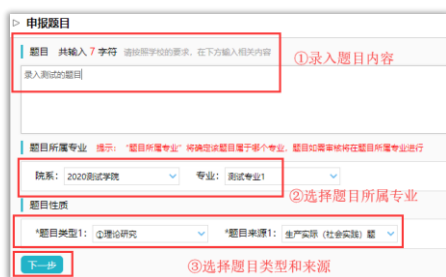 申报题目
题目 共输入 7 字符 请按照学校的要求，在下方输入相关内容
①录入题目内容
录入测试的题目
题目所属专业 提示：“题目所属专业”将确定该题目属于哪个专业，题目如需审核将在题目所属专业进行
院系： 2020测试学院 专业： 测试专业1
②选择题目所属专业
题目性质
*题目类型1： ①理论研究 *题目来源1： 生产实际（社会实践）题
下一步 ③选择题目类型和来源